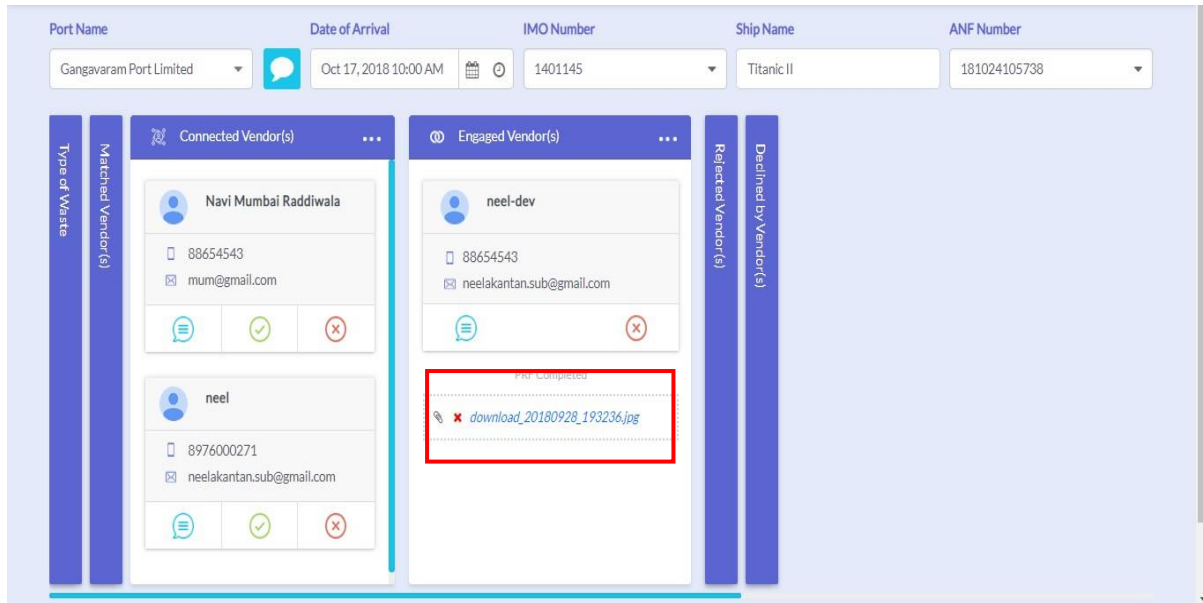 Port Name
Date of Arrival
IMO Number
Ship Name
ANF Number
Gangavaram Port Limited
Oct 17, 2018 10:00 AM
1401145
Titanic II
181024105738
Type of Waste
Matched Vendor(s)
Connected Vendor(s)
Navi Mumbai Raddiwala
88654543
mum@gmail.com
neel
8976000271
neelakantan.sub@gmail.com
Engaged Vendor(s)
neel-dev
88654543
neelakantan.sub@gmail.com
PRF Completed
download_20180928_193236.jpg
Rejected Vendor(s)
Declined by Vendor(s)